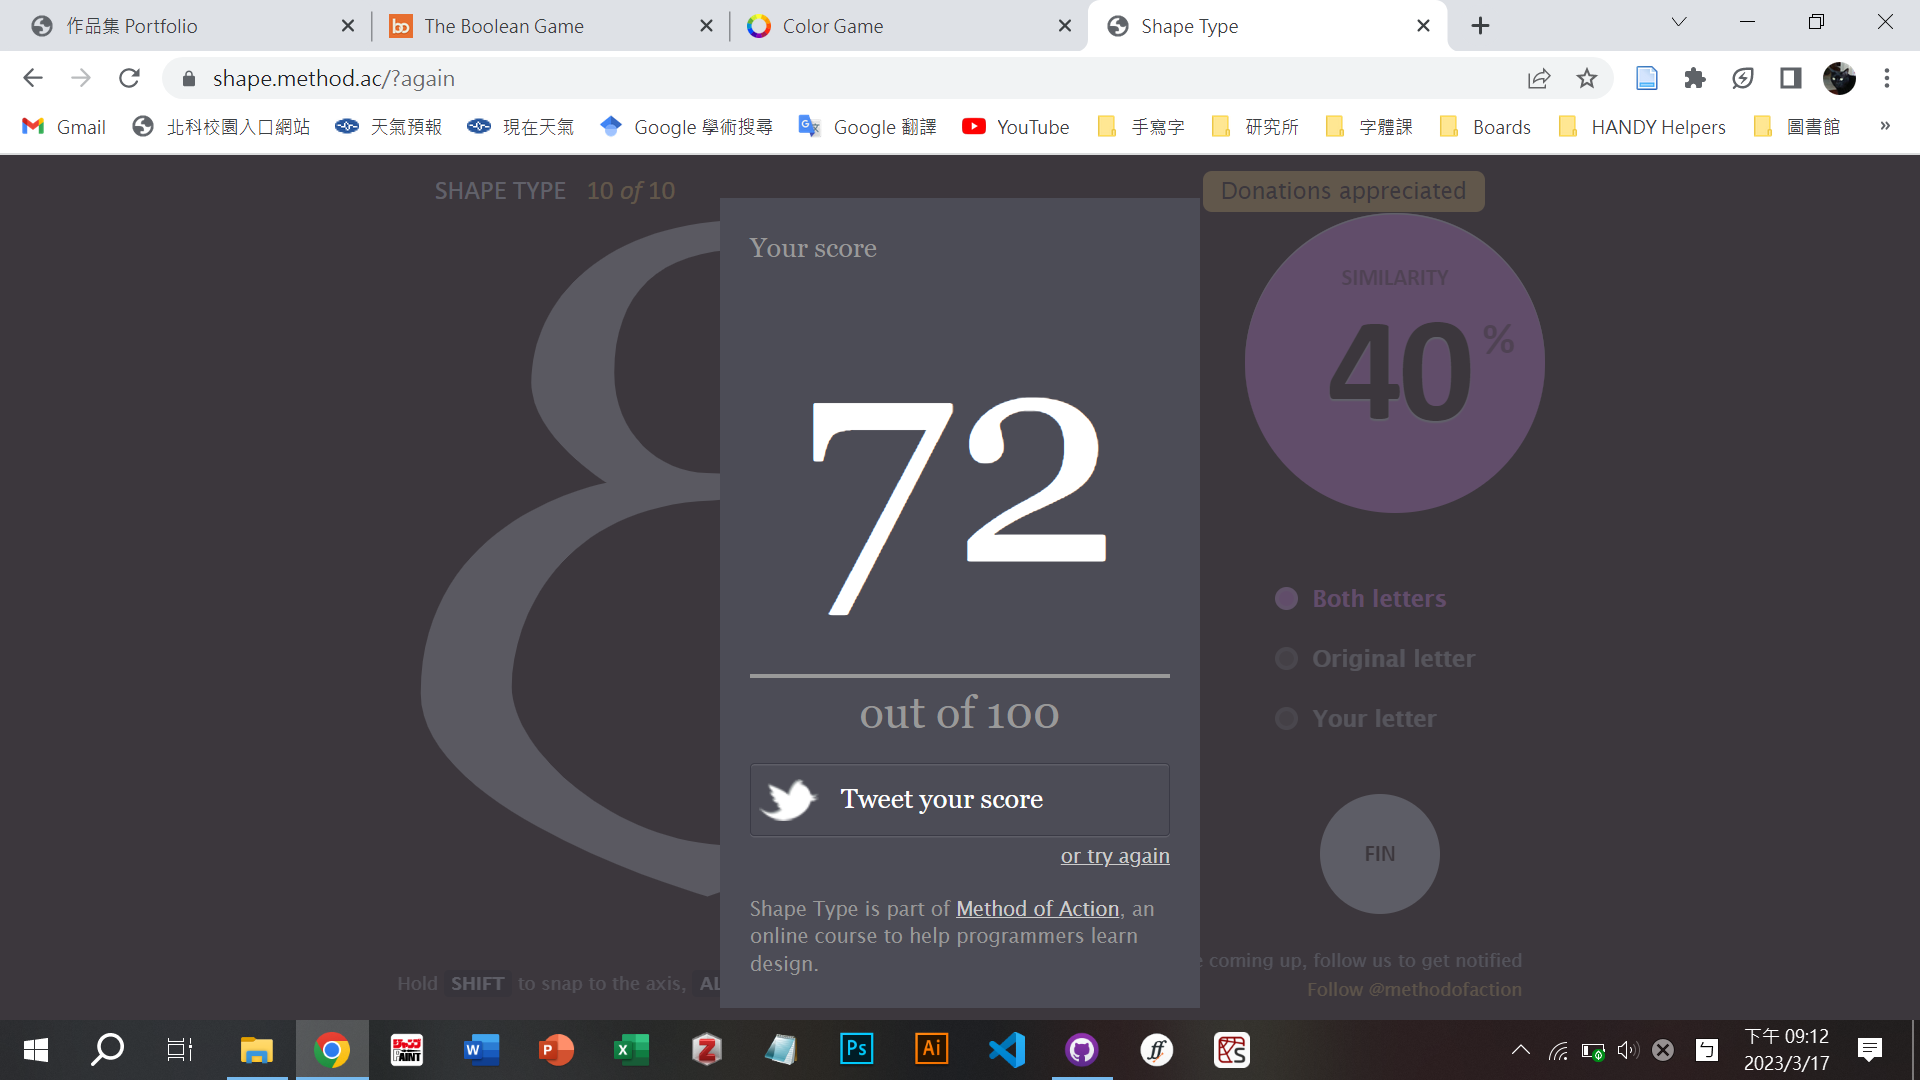 作品集 Portfolio
The Boolean Game
Color Game
Shape Type
shape.method.ac/?again
Gmail
北科校園入口網站
天氣預報
現在天氣
Google 學術搜尋
Google 翻譯
YouTube
手寫字
研究所
字體課
Boards
HANDY Helpers
圖書館
»
SHAPE TYPE 10 of 10
Donations appreciated
Your score
72
out of 100
Tweet your score
or try again
Shape Type is part of Method of Action, an
online course to help programmers learn
design.
SIMILARITY
40 %
Both letters
Original letter
Your letter
FIN
Hold SHIFT to snap to the axis, AL
coming up, follow us to get notified
Follow @methodofaction
下午 09:12
2023/3/17